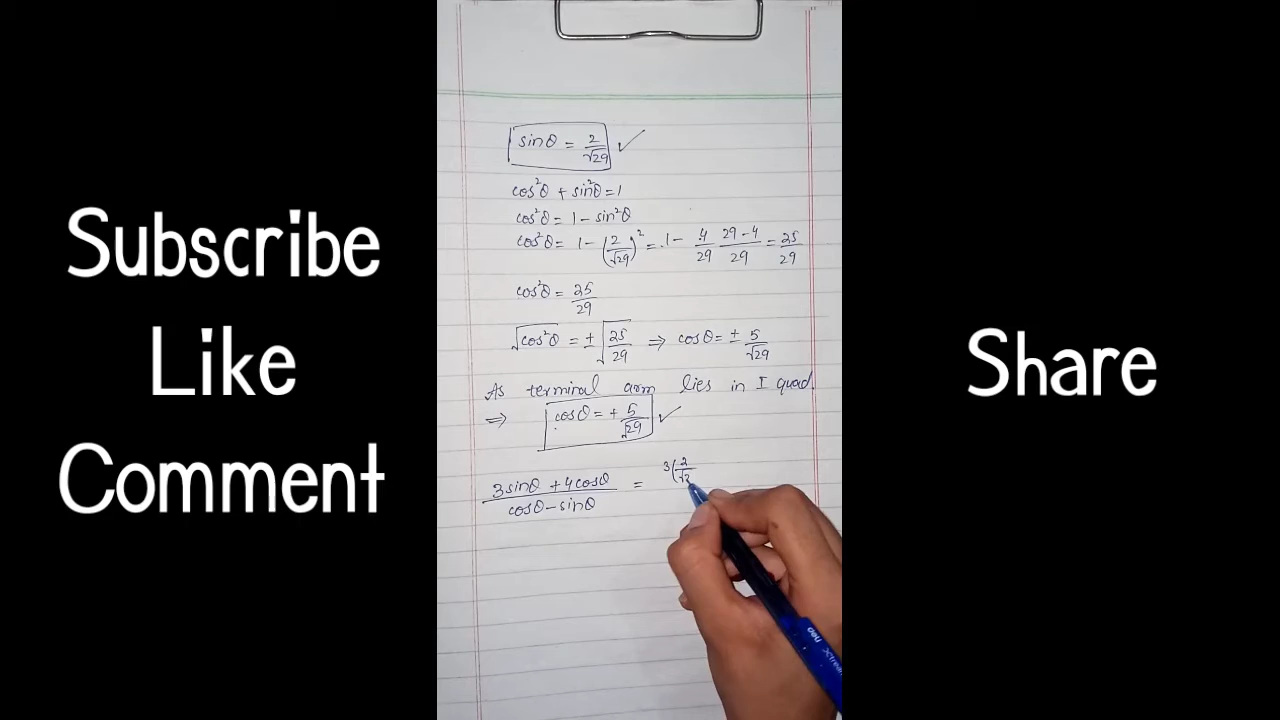 Subscribe
Like
Comment
sinθ = 2/√29 ✓
cos²θ + sin²θ = 1
cos²θ = 1 - sin²θ
cos²θ = 1 - (2/√29)² = 1 - 4/29 29-4/29 = 25/29
cos²θ = 25/29
√cos²θ = ± √25/29 ⇒ cosθ = ± 5/√29
As terminal arm lies in I quad.
⇒ cosθ = + 5/√29 ✓
3sinθ + 4cosθ/cosθ - sinθ = 3(2/√2
deli
Share